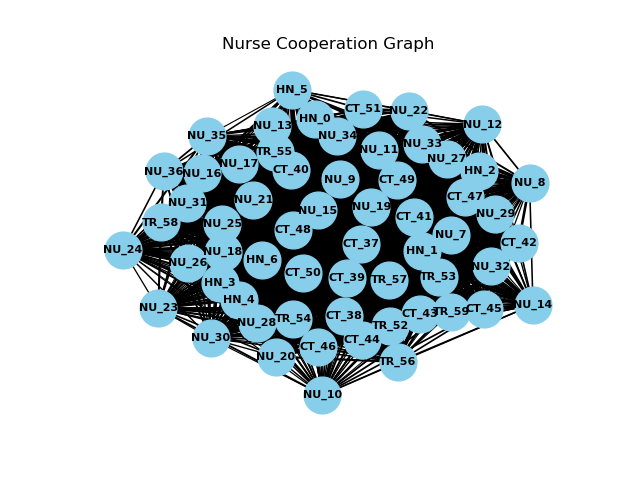 Nurse Cooperation Graph
HN_5
CT_51
NU_22
HN_0
NU_12
NU_13
NU_35
NU_34
NU_33
NU_11
TR_55
NU_27
NU_17
CT_40
HN_2
NU_36
NU_16
NU_9
CT_49
NU_8
CT_47
NU_21
NU_31
NU_15
NU_19
NU_29
CT_41
TR_58
NU_25
CT_48
NU_7
CT_42
CT_37
NU_24
NU_18
HN_1
HN_6
NU_26
NU_32
CT_50
CT_39
TR_53
TR_57
HN_3
HN_4
NU_14
NU_23
CT_45
TR_59
CT_43
CT_38
TR_54
NU_28
TR_52
NU_30
CT_44
CT_46
NU_20
TR_56
NU_10